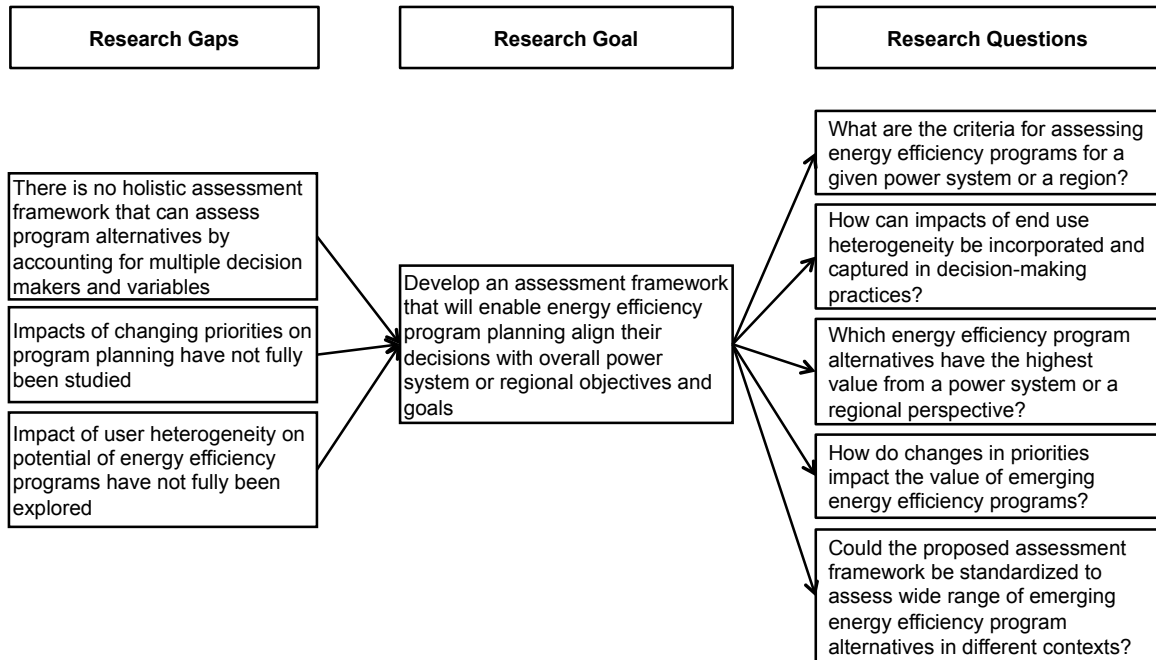 Research Gaps
Research Goal
Research Questions
There is no holistic assessment
framework that can assess
program alternatives by
accounting for multiple decision
makers and variables
Impacts of changing priorities on
program planning have not fully
been studied
Impact of user heterogeneity on
potential of energy efficiency
programs have not fully been
explored
Develop an assessment framework
that will enable energy efficiency
program planning align their
decisions with overall power
system or regional objectives and
goals
What are the criteria for assessing
energy efficiency programs for a
given power system or a region?
How can impacts of end use
heterogeneity be incorporated and
captured in decision-making
practices?
Which energy efficiency program
alternatives have the highest
value from a power system or a
regional perspective?
How do changes in priorities
impact the value of emerging
energy efficiency programs?
Could the proposed assessment
framework be standardized to
assess wide range of emerging
energy efficiency program
alternatives in different contexts?